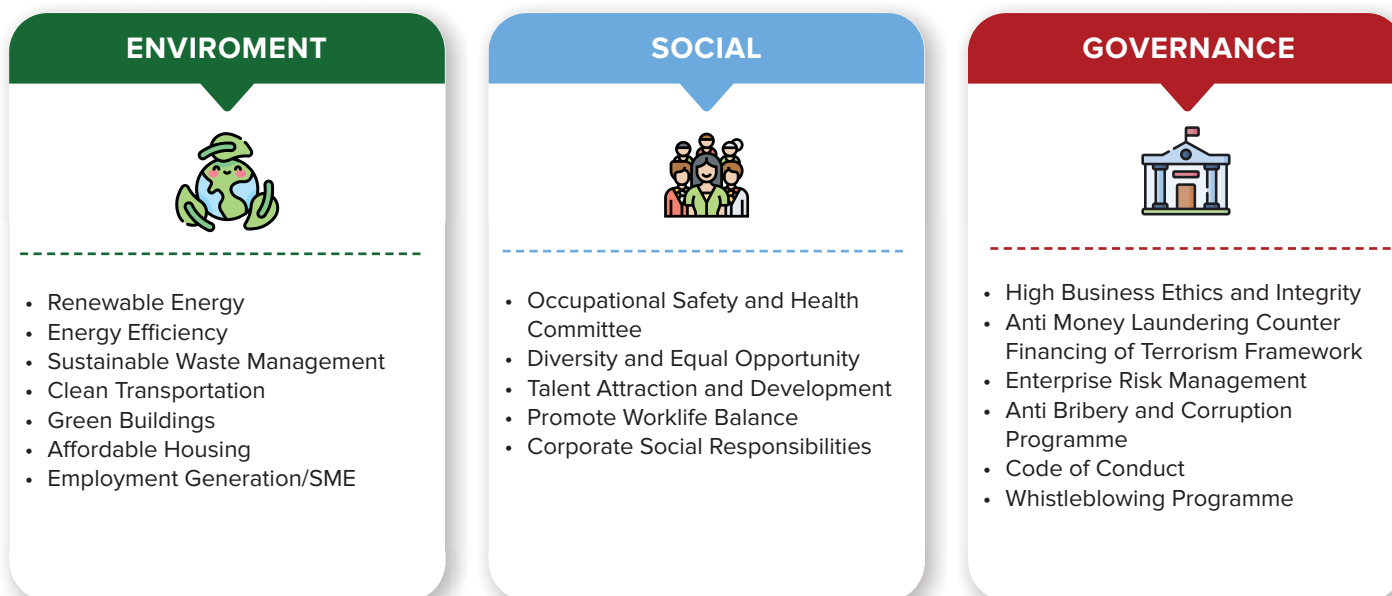 ENVIROMENT
• Renewable Energy
• Energy Efficiency
• Sustainable Waste Management
• Clean Transportation
• Green Buildings
• Affordable Housing
• Employment Generation/SME
SOCIAL
• Occupational Safety and Health
Committee
• Diversity and Equal Opportunity
• Talent Attraction and Development
• Promote Worklife Balance
• Corporate Social Responsibilities
GOVERNANCE
• High Business Ethics and Integrity
• Anti Money Laundering Counter
Financing of Terrorism Framework
• Enterprise Risk Management
• Anti Bribery and Corruption
Programme
• Code of Conduct
• Whistleblowing Programme